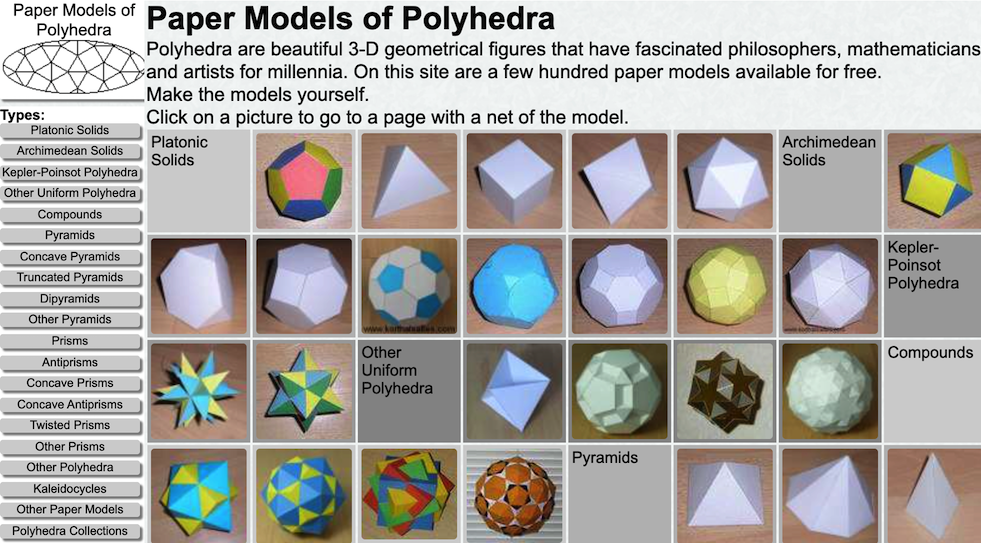 Paper Models of
Polyhedra
Types:
Platonic Solids
Archimedean Solids
Kepler-Poinsot Polyhedra
Other Uniform Polyhedra
Compounds
Pyramids
Concave Pyramids
Truncated Pyramids
Dipyramids
Other Pyramids
Prisms
Antiprisms
Concave Prisms
Concave Antiprisms
Twisted Prisms
Other Prisms
Other Polyhedra
Kaleidocycles
Other Paper Models
Polyhedra Collections
Paper Models of Polyhedra
Polyhedra are beautiful 3-D geometrical figures that have fascinated philosophers, mathematicians
and artists for millennia. On this site are a few hundred paper models available for free.
Make the models yourself.
Click on a picture to go to a page with a net of the model.
Platonic
Solids
Archimedean
Solids
Kepler-
Poinsot
Polyhedra
Other
Uniform
Polyhedra
Compounds
Pyramids